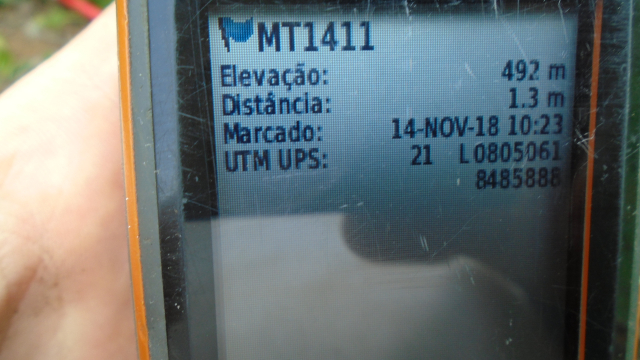 MT1411
Elevação: 492 m
Distância: 1.3 m
Marcado: 14-NOV-18 10:23
UTM UPS: 21 L 0805061
8485888